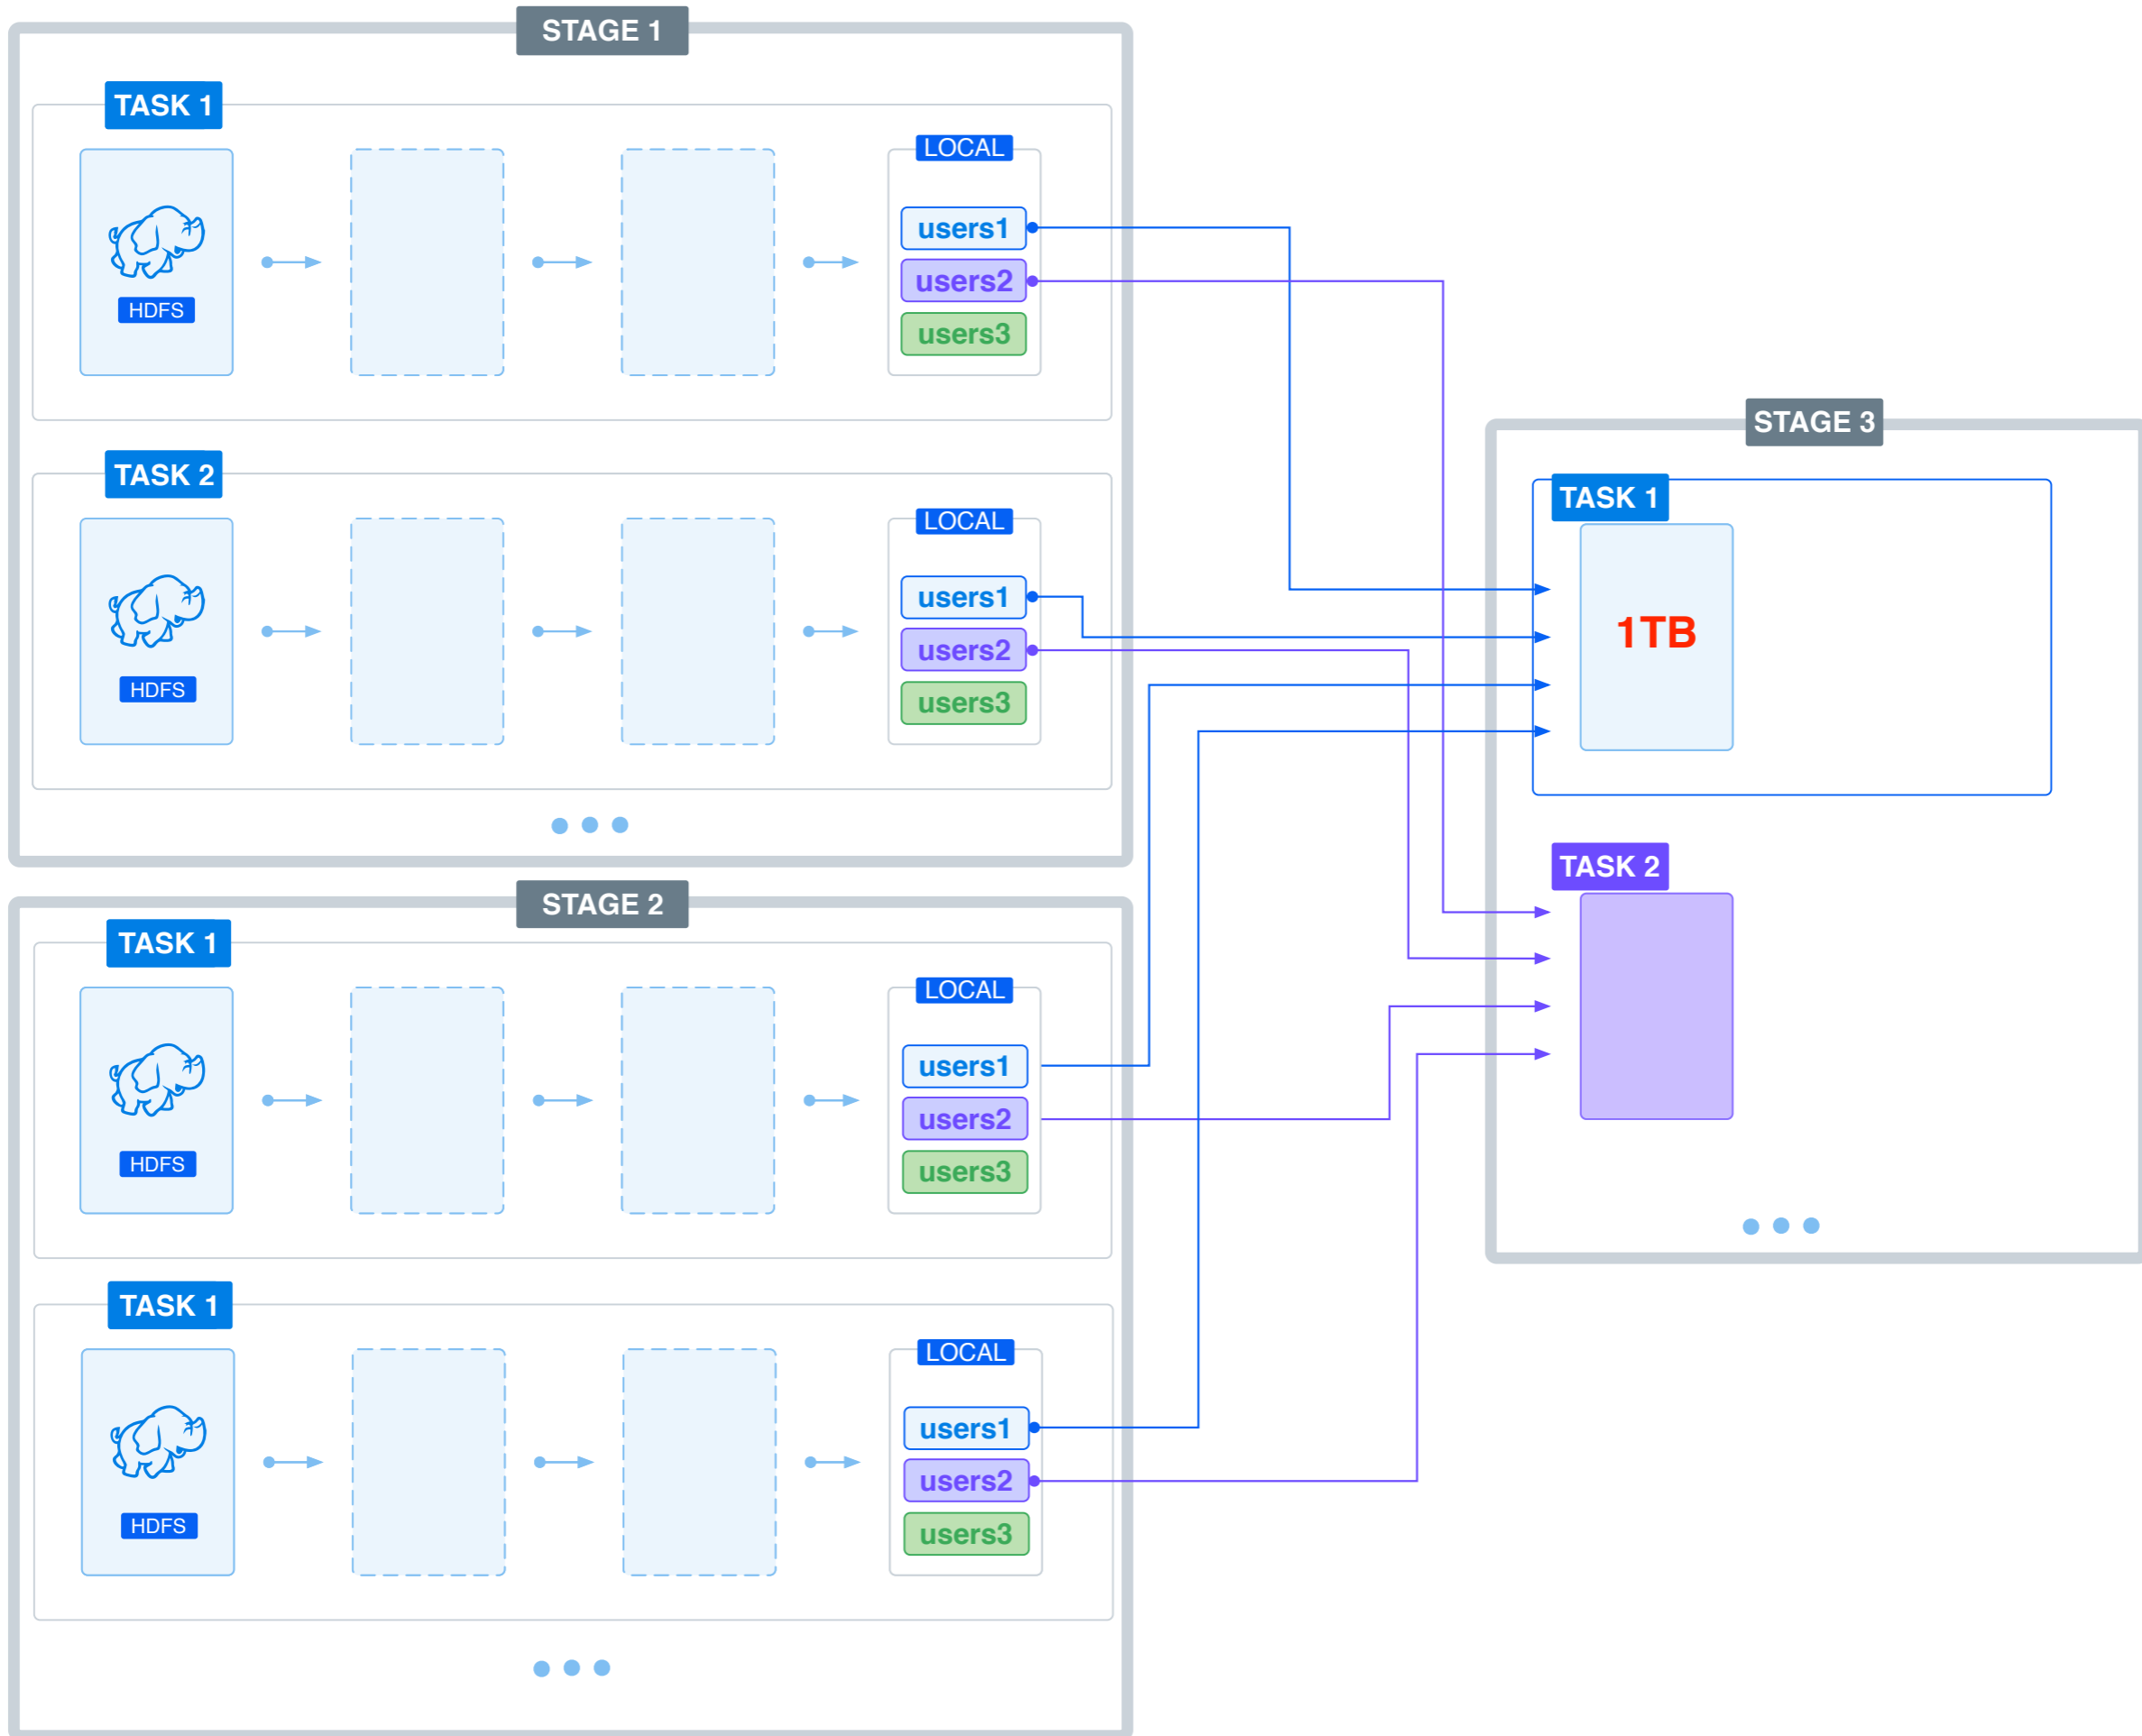 STAGE 1
TASK 1
LOCAL
users1
users2
users3
HDFS
TASK 2
LOCAL
users1
users2
users3
HDFS
STAGE 2
TASK 1
LOCAL
users1
users2
users3
HDFS
TASK 1
LOCAL
users1
users2
users3
HDFS
STAGE 3
TASK 1
1TB
TASK 2